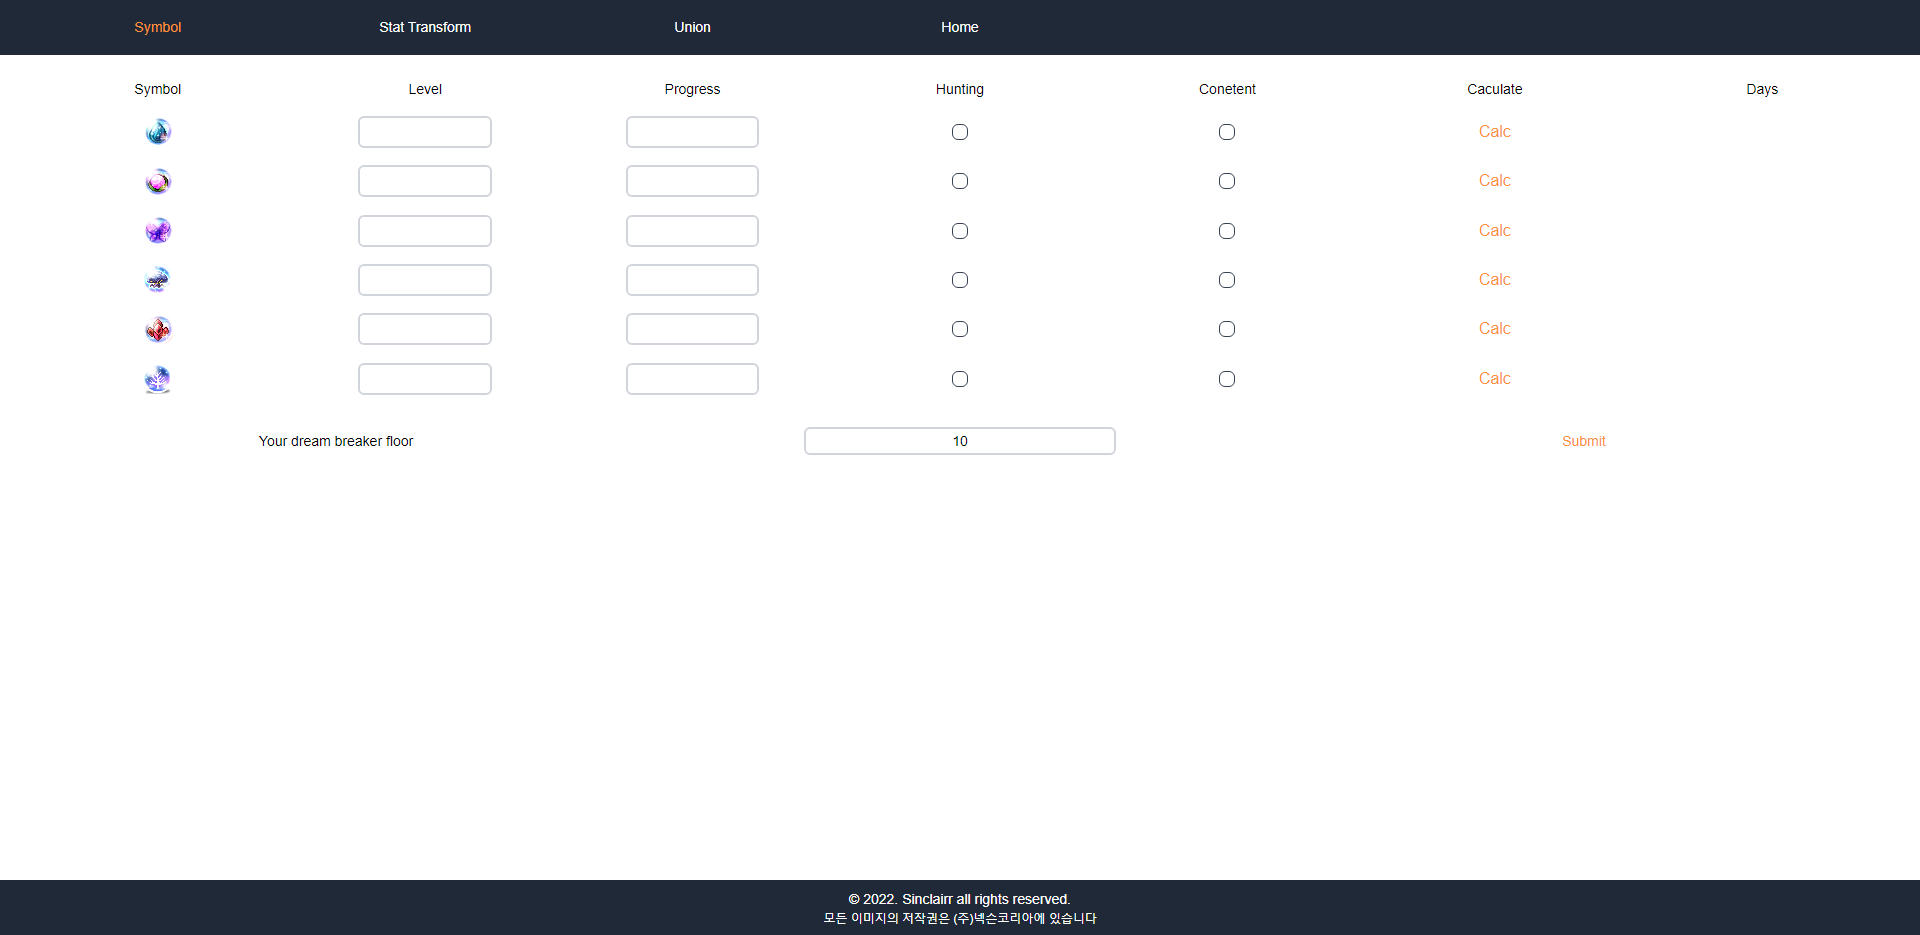 Symbol Stat Transform Union Home
Symbol Level Progress Hunting Conetent Caculate Days
Calc
Calc
Calc
Calc
Calc
Calc
Your dream breaker floor 10 Submit
© 2022. Sinclairr all rights reserved.
모든 이미지의 저작권은 (주)넥슨코리아에 있습니다